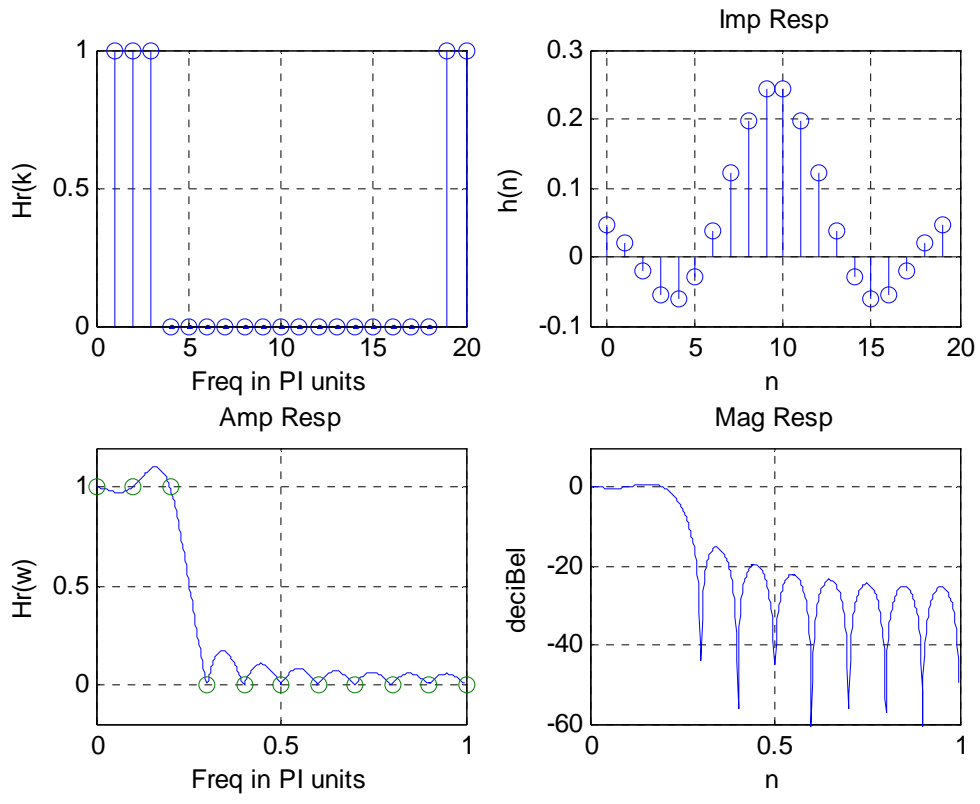 Imp Resp
1
0.5
0
Hr(k)
0 5 10 15 20
Freq in PI units
0.3
0.2
0.1
0
-0.1
h(n)
0 5 10 15 20
n
Amp Resp
1
0.5
0
Hr(w)
0 0.5 1
Freq in PI units
Mag Resp
0
-20
-40
-60
deciBel
0 0.5 1
n